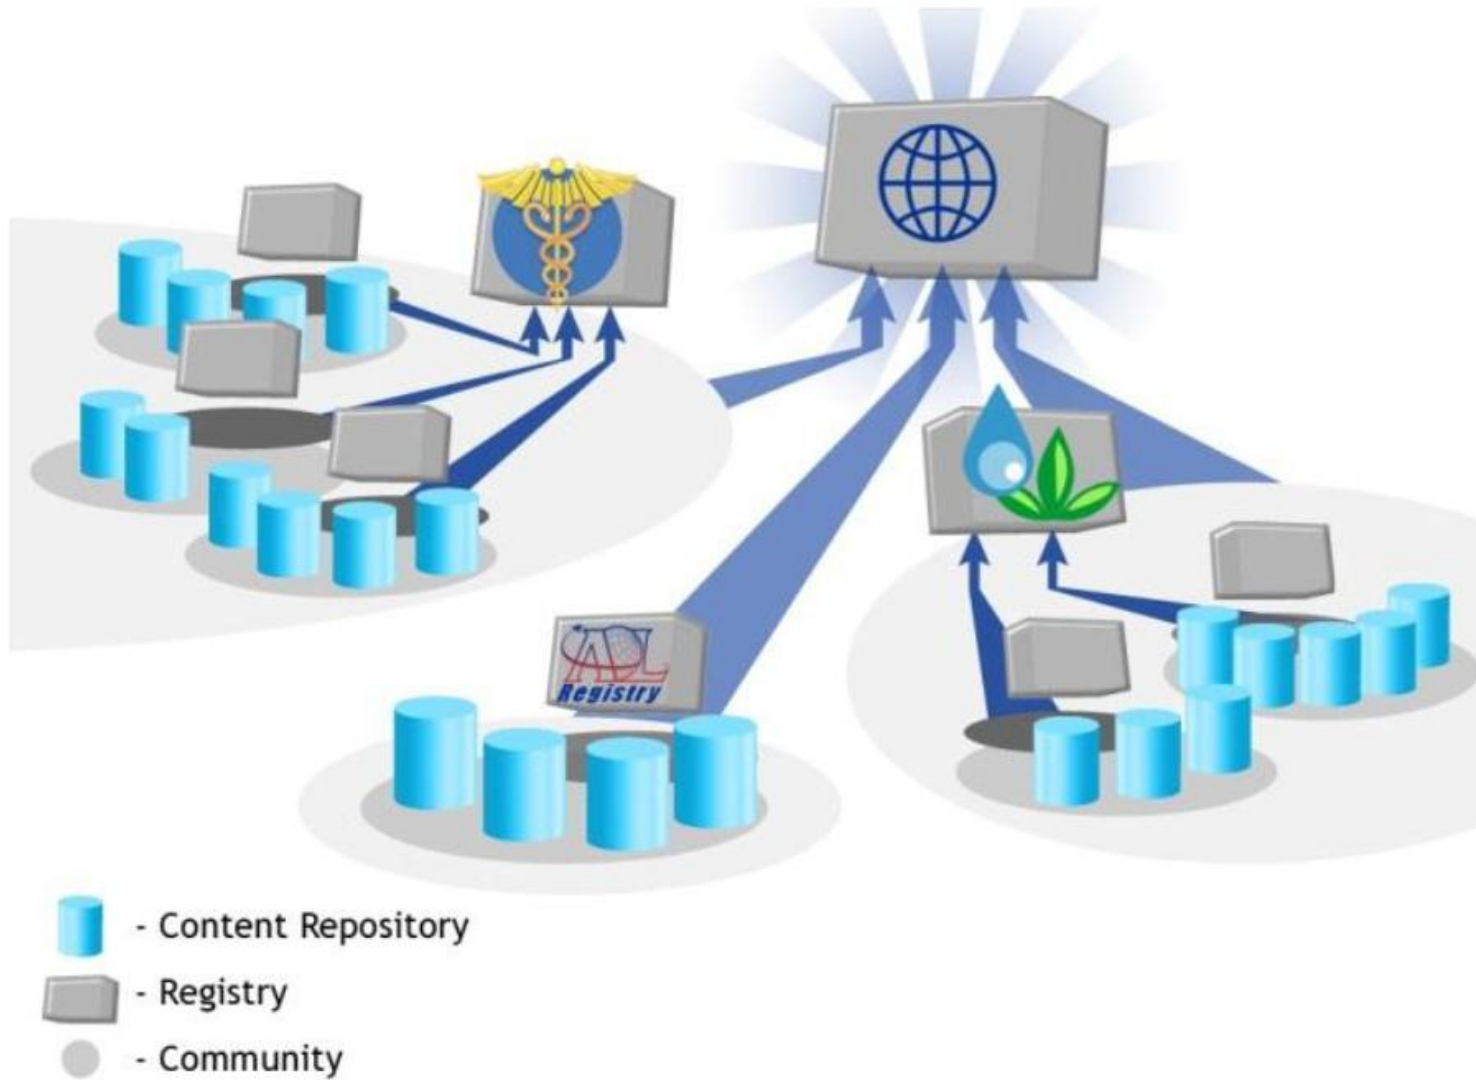 ADL
Registry
- Content Repository
- Registry
- Community